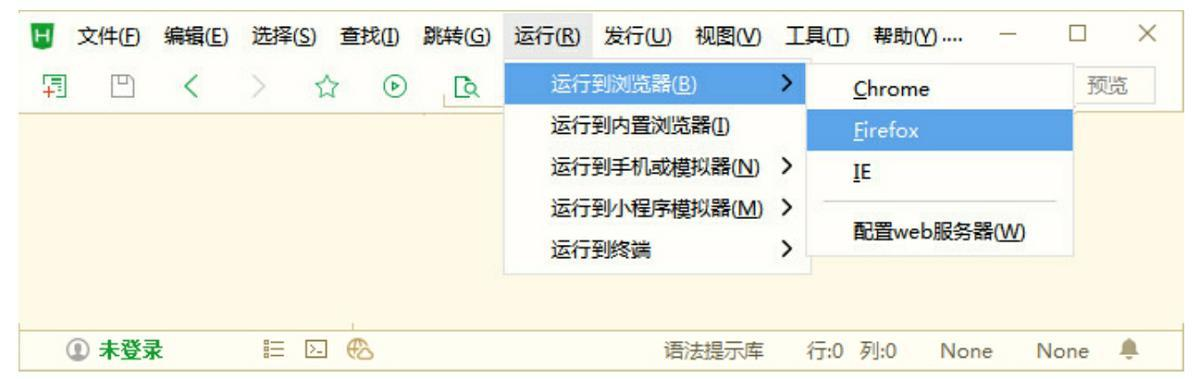 H 文件(F) 编辑(E) 选择(S) 查找(I) 跳转(G) 运行(R) 发行(U) 视图(V) 工具(T) 帮助(Y) ....
预览
运行到浏览器(B)
运行到内置浏览器(I)
运行到手机或模拟器(N)
运行到小程序模拟器(M)
运行到终端
Chrome
Firefox
IE
配置web服务器(W)
未登录 语法提示库 行:0 列:0 None None